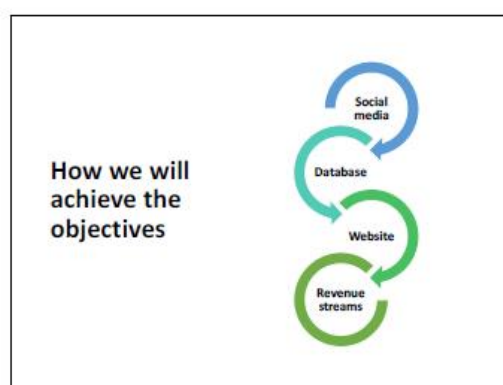 How we will
achieve the
objectives
Social
media
Database
Website
Revenue
streams